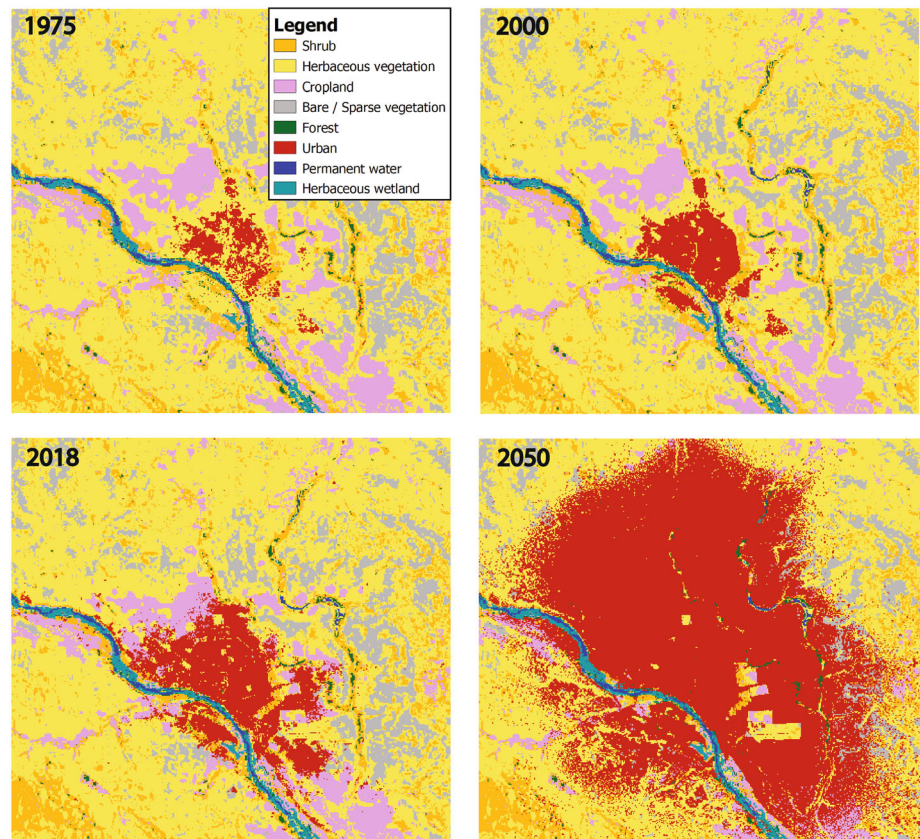 1975
Legend
Shrub
Herbaceous vegetation
Cropland
Bare / Sparse vegetation
Forest
Urban
Permanent water
Herbaceous wetland
2000
2018
2050